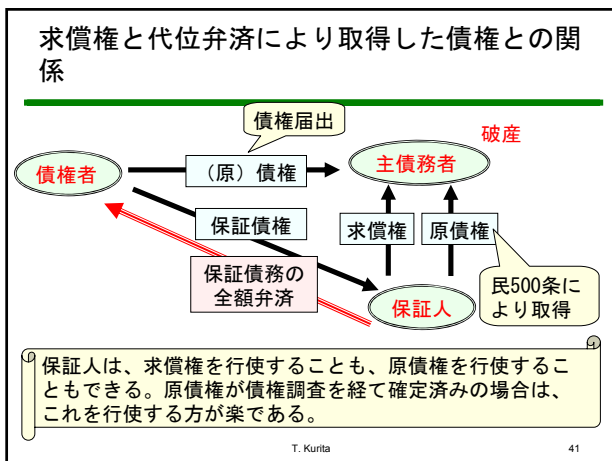 求償権と代位弁済により取得した債権との関
係
債権届出
破産
債権者
（原）債権
主債務者
保証債権
求償権
原債権
保証債務の
全額弁済
民500条に
より取得
保証人
保証人は、求償権を行使することも、原債権を行使するこ
ともできる。原債権が債権調査を経て確定済みの場合は、
これを行使する方が楽である。
T. Kurita
41